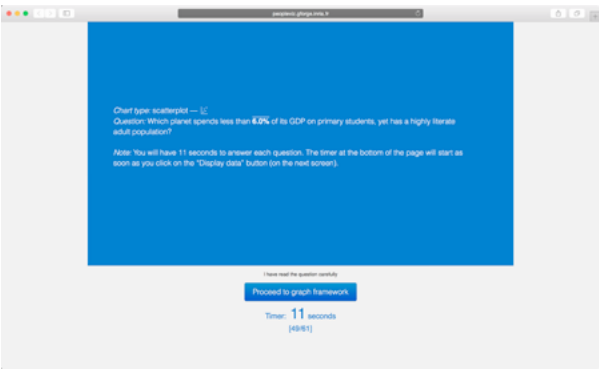 peoplevis.gforge.inria.fr
Chart type: scatterplot —
Question: Which planet spends less than 6.0% of its GDP on primary students, yet has a highly literate
adult population?
Note: You will have 11 seconds to answer each question. The timer at the bottom of the page will start as
soon as you click on the "Display data" button (on the next screen).
I have read the question carefully
Proceed to graph framework
Timer: 11 seconds
[49/61]